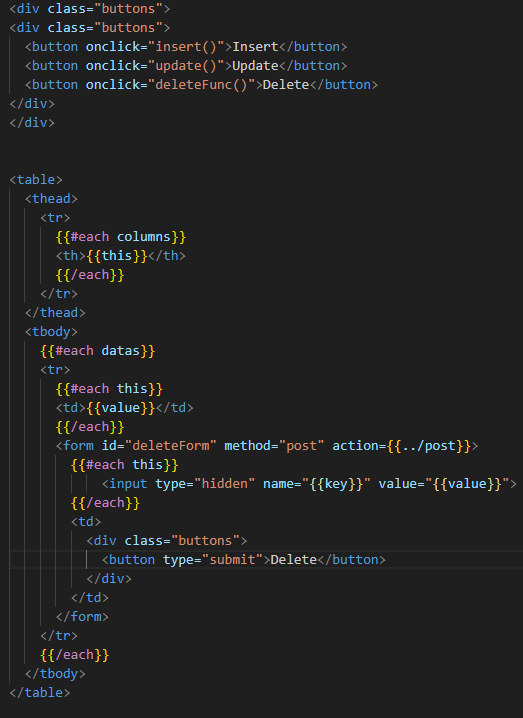 <div class="buttons">
<div class="buttons">
<button onclick="insert()">Insert</button>
<button onclick="update()">Update</button>
<button onclick="deleteFunc()">Delete</button>
</div>
</div>
<table>
<thead>
<tr>
{{#each columns}}
<th>{{this}}</th>
{{/each}}
</tr>
</thead>
<tbody>
{{#each datas}}
<tr>
{{#each this}}
<td>{{value}}</td>
{{/each}}
<form id="deleteForm" method="post" action={{../post}}>
{{#each this}}
<input type="hidden" name="{{key}}" value="{{value}}">
{{/each}}
<td>
<div class="buttons">
<button type="submit">Delete</button>
</div>
</td>
</form>
</tr>
{{/each}}
</tbody>
</table>